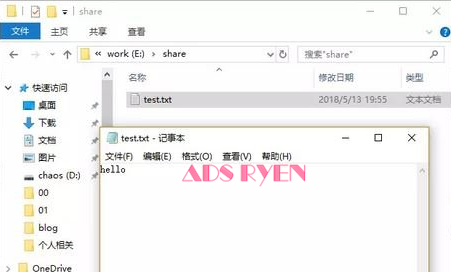 share
文件
主页
共享
查看
work (E:) > share
搜索"share"
名称
修改日期
类型
快速访问
桌面
下载
文档
图片
chaos (D:)
00
01
blog
个人相关
OneDrive
test.txt
2018/5/13 19:55
文本文档
test.txt - 记事本
文件(F) 编辑(E) 格式(O) 查看(V) 帮助(H)
hello
ADS RYEN